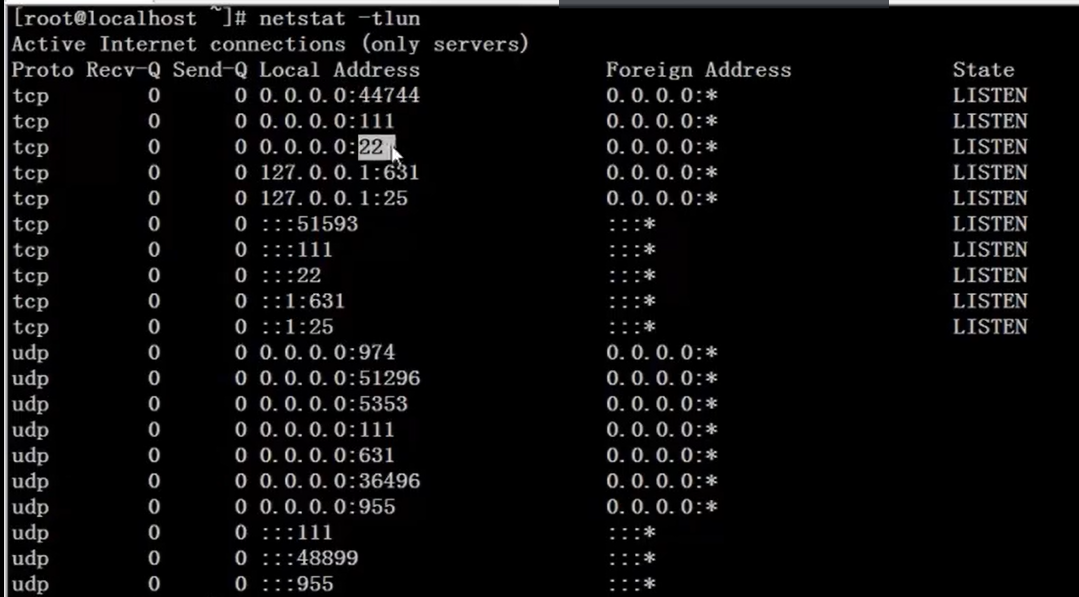 [root@localhost ~]# netstat -tlun
Active Internet connections (only servers)
Proto Recv-Q Send-Q Local Address Foreign Address State
tcp 0 0 0.0.0.0:44744 0.0.0.0:* LISTEN
tcp 0 0 0.0.0.0:111 0.0.0.0:* LISTEN
tcp 0 0 0.0.0.0:22 0.0.0.0:* LISTEN
tcp 0 0 127.0.0.1:631 0.0.0.0:* LISTEN
tcp 0 0 127.0.0.1:25 0.0.0.0:* LISTEN
tcp 0 0 :::51593 :::* LISTEN
tcp 0 0 :::111 :::* LISTEN
tcp 0 0 :::22 :::* LISTEN
tcp 0 0 ::1:631 :::* LISTEN
tcp 0 0 ::1:25 :::* LISTEN
udp 0 0 0.0.0.0:974 0.0.0.0:*
udp 0 0 0.0.0.0:51296 0.0.0.0:*
udp 0 0 0.0.0.0:5353 0.0.0.0:*
udp 0 0 0.0.0.0:111 0.0.0.0:*
udp 0 0 0.0.0.0:631 0.0.0.0:*
udp 0 0 0.0.0.0:36496 0.0.0.0:*
udp 0 0 0.0.0.0:955 0.0.0.0:*
udp 0 0 :::111 :::*
udp 0 0 :::48899 :::*
udp 0 0 :::955 :::*